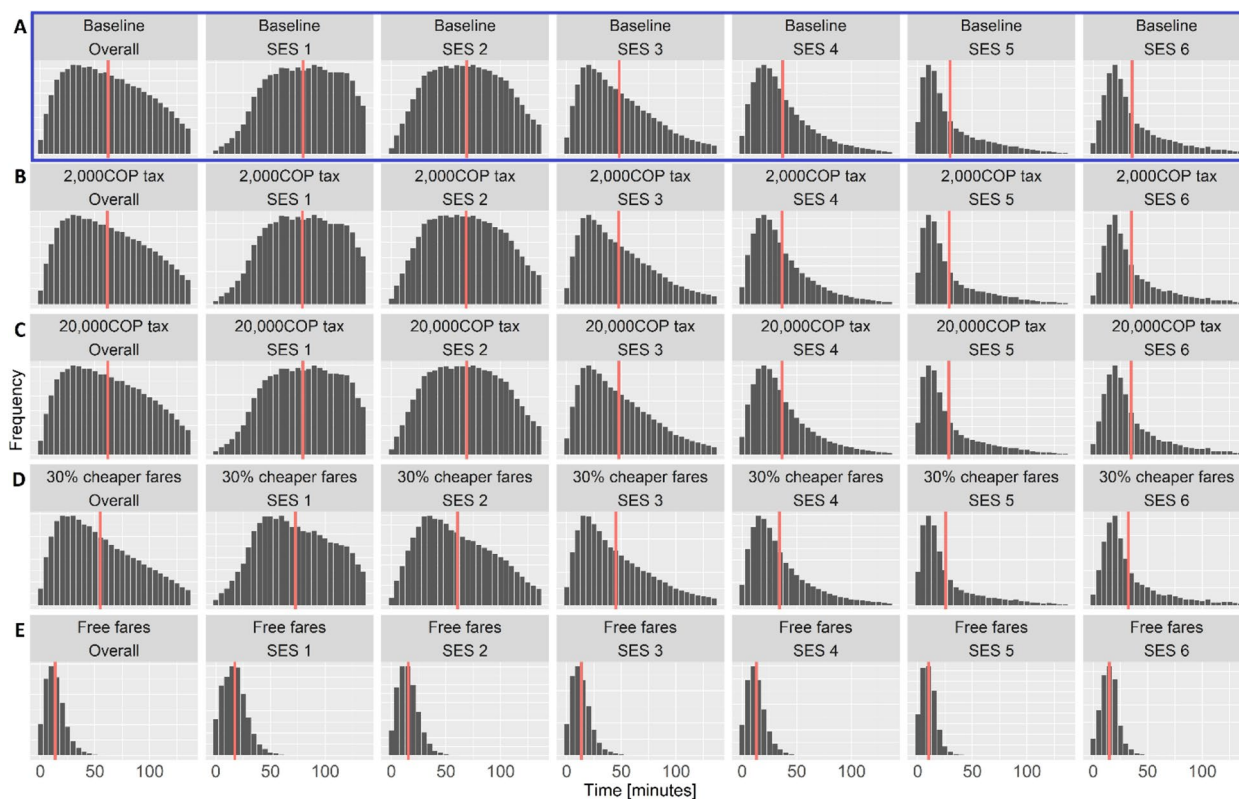 A
Baseline Baseline Baseline Baseline Baseline Baseline Baseline
Overall SES 1 SES 2 SES 3 SES 4 SES 5 SES 6
B
2,000COP tax 2,000COP tax 2,000COP tax 2,000COP tax 2,000COP tax 2,000COP tax 2,000COP tax
Overall SES 1 SES 2 SES 3 SES 4 SES 5 SES 6
C
20,000COP tax 20,000COP tax 20,000COP tax 20,000COP tax 20,000COP tax 20,000COP tax 20,000COP tax
Overall SES 1 SES 2 SES 3 SES 4 SES 5 SES 6
Frequency
D
30% cheaper fares 30% cheaper fares 30% cheaper fares 30% cheaper fares 30% cheaper fares 30% cheaper fares 30% cheaper fares
Overall SES 1 SES 2 SES 3 SES 4 SES 5 SES 6
E
Free fares Free fares Free fares Free fares Free fares Free fares Free fares
Overall SES 1 SES 2 SES 3 SES 4 SES 5 SES 6
0 50 100 0 50 100 0 50 100 0 50 100 0 50 100 0 50 100 0 50 100
Time [minutes]